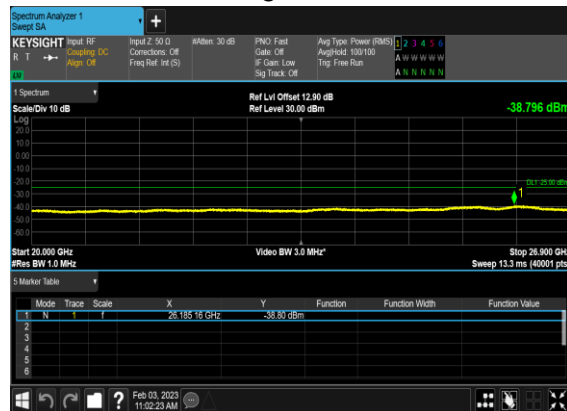 Spectrum Analyzer 1
Swept SA
+
KEYSIGHT Input: RF Input Z: 50 Ω #Atten: 30 dB PNO: Fast Avg Type: Power (RMS) 1 2 3 4 5 6
R T Coupling: DC Corrections: Off Gate: Off Avg|Hold: 100/100 A W W W W W
Align: Off Freq Ref: Int (S) IF Gain: Low Trig: Free Run A N N N N N
Sig Track: Off
1 Spectrum
Scale/Div 10 dB Ref Lvl Offset 12.90 dB
Ref Level 30.00 dBm -38.796 dBm
Log
20.0
10.0
0.00
-10.0
-20.0
-30.0
-40.0
-50.0
-60.0
DL1 -25.00 dBm
1
Start 20.000 GHz Video BW 3.0 MHz* Stop 26.900 GHz
#Res BW 1.0 MHz Sweep 13.3 ms (40001 pts)
5 Marker Table
Mode Trace Scale X Y Function Function Width Function Value
1 N 1 f 26.185 16 GHz -38.80 dBm
2
3
4
5
6
? Feb 03, 2023
11:02:23 AM